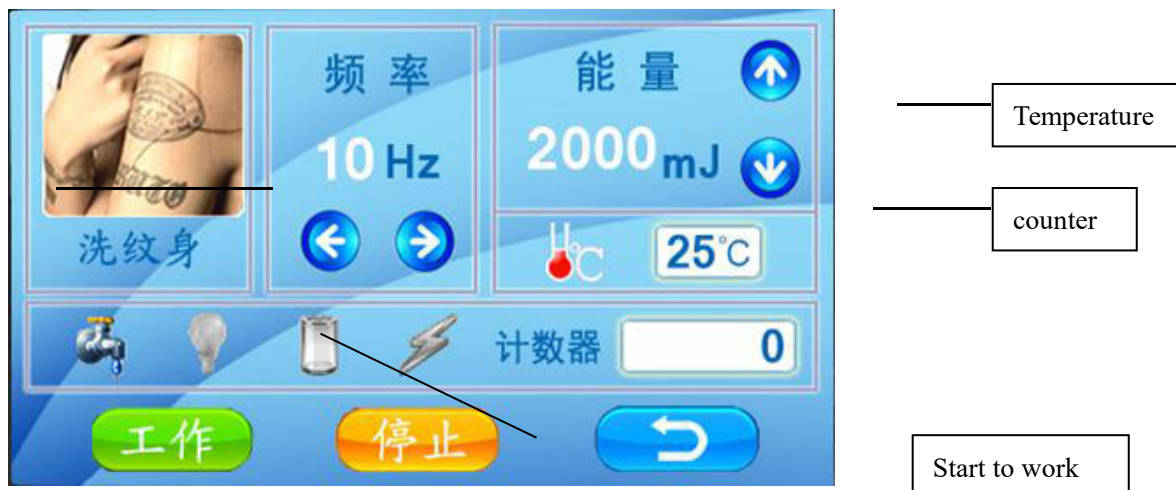 频率
10 Hz
能量
2000 mJ
洗纹身
℃
25℃
计数器
0
工作
停止
Temperature
counter
Start to work